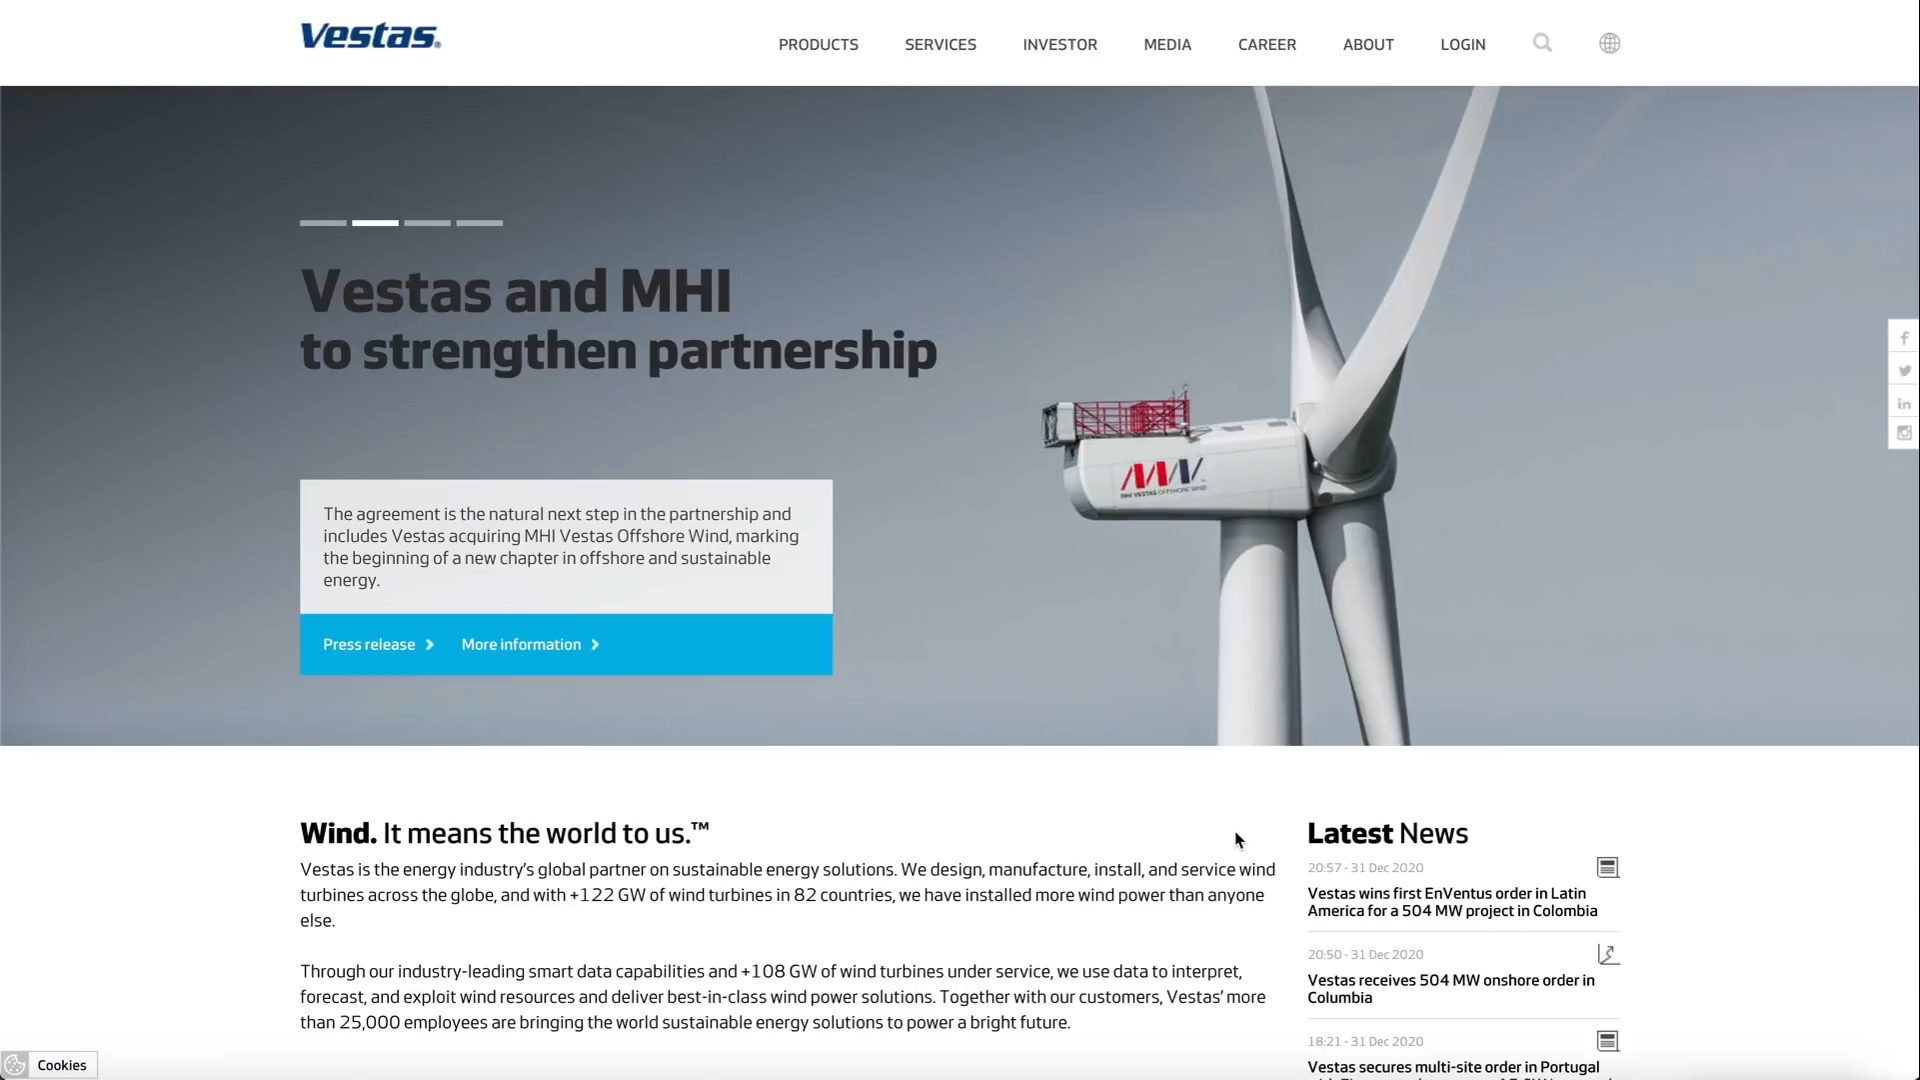 Vestas®
PRODUCTS SERVICES INVESTOR MEDIA CAREER ABOUT LOGIN
Vestas and MHI
to strengthen partnership
MHI VESTAS OFFSHORE WIND
The agreement is the natural next step in the partnership and
includes Vestas acquiring MHI Vestas Offshore Wind, marking
the beginning of a new chapter in offshore and sustainable
energy.
Press release More information
Wind. It means the world to us.™
Vestas is the energy industry’s global partner on sustainable energy solutions. We design, manufacture, install, and service wind
turbines across the globe, and with +122 GW of wind turbines in 82 countries, we have installed more wind power than anyone
else.
Through our industry-leading smart data capabilities and +108 GW of wind turbines under service, we use data to interpret,
forecast, and exploit wind resources and deliver best-in-class wind power solutions. Together with our customers, Vestas’ more
than 25,000 employees are bringing the world sustainable energy solutions to power a bright future.
Latest News
20:57 - 31 Dec 2020
Vestas wins first EnVentus order in Latin
America for a 504 MW project in Colombia
20:50 - 31 Dec 2020
Vestas receives 504 MW onshore order in
Columbia
18:21 - 31 Dec 2020
Vestas secures multi-site order in Portugal
Cookies